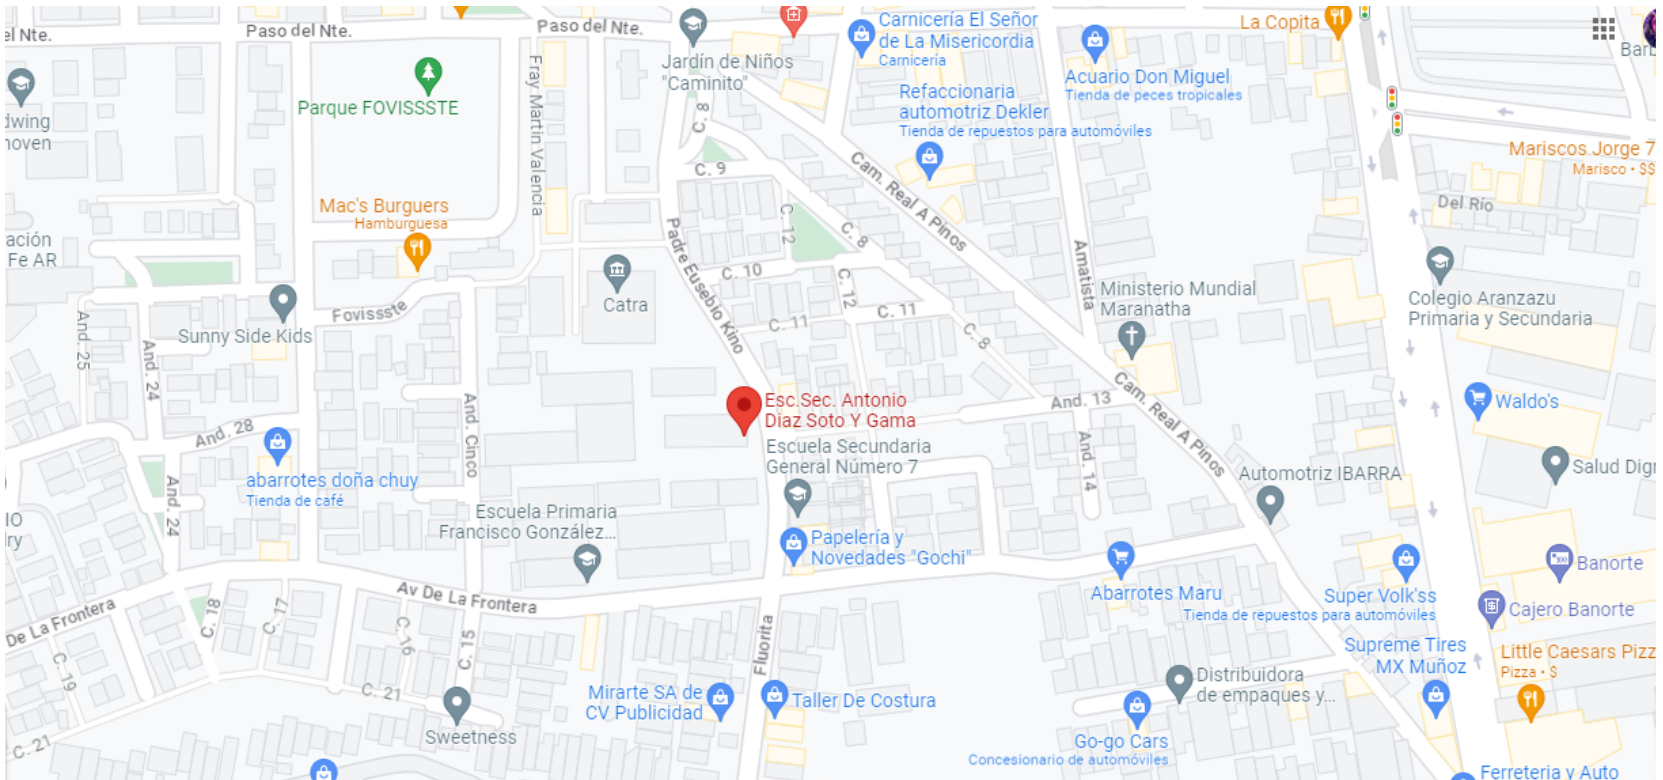 el Nte.
Paso del Nte.
Paso del Nte.
Jardín de Niños
"Caminito"
Carnicería El Señor
de La Misericordia
Carnicería
La Copita
Acuario Don Miguel
Tienda de peces tropicales
Parque FOVISSSTE
Fray Martin Valencia
C. 8
Refaccionaria
automotriz Dekler
Tienda de repuestos para automóviles
dwing
hoven
Mariscos Jorge 7
Marisco • $$
C. 9
Cam. Real A Pinos
Mac's Burguers
Hamburguesa
Del Río
ación
Fe AR
Padre Eusebio Kino
C. 12
C. 8
Amatista
Catra
C. 10
C. 12
Ministerio Mundial
Maranatha
Colegio Aranzazu
Primaria y Secundaria
Fovissste
Sunny Side Kids
And. 25
And. 24
C. 11
C. 11
C. 8
Cam. Real A Pinos
Esc.Sec. Antonio
Diaz Soto Y Gama
And. 13
Waldo's
And. Cinco
And. 28
Escuela Secundaria
General Número 7
And. 14
Automotriz IBARRA
Salud Dig
abarrotes doña chuy
Tienda de café
And. 24
Escuela Primaria
Francisco González...
IO
ry
Papelería y
Novedades "Gochi"
Banorte
Av De La Frontera
Abarrotes Maru
Super Volk'ss
Tienda de repuestos para automóviles
Cajero Banorte
De La Frontera
C. 18
C. 17
C. 16
C. 15
Fluorita
Supreme Tires
MX Muñoz
Little Caesars Pizz
Pizza • $
C. 19
C. 21
Mirarte SA de
CV Publicidad
Taller De Costura
Distribuidora
de empaques y...
Sweetness
C. 21
Go-go Cars
Concesionario de automóviles
Ferreteria y Auto